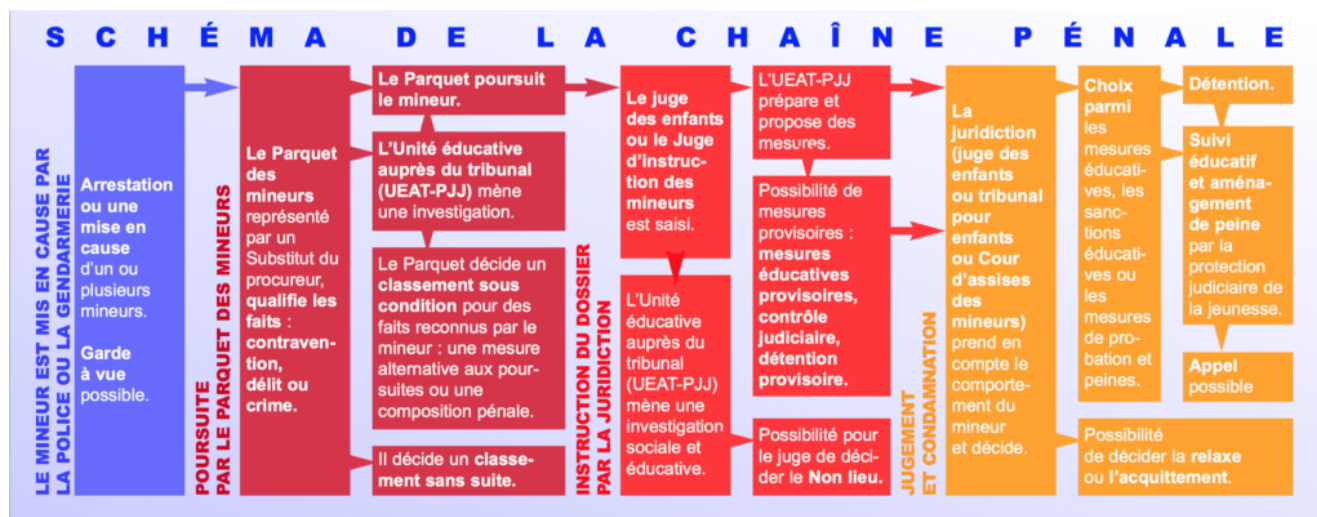 SCHÉMA DE LA CHAÎNE PÉNALE
LE MINEUR EST MIS EN CAUSE PAR
LA POLICE OU LA GENDARMERIE
Arrestation
ou une
mise en
cause
d'un ou
plusieurs
mineurs.
Garde
à vue
possible.
POURSUITE
PAR LE PARQUET DES MINEURS
Le Parquet
des
mineurs
représenté
par un
Substitut du
procureur,
qualifie les
faits :
contraven-
tion,
délit ou
crime.
Le Parquet poursuit
le mineur.
L'Unité éducative
auprès du tribunal
(UEAT-PJJ) mène
une investigation.
Le Parquet décide un
classement sous
condition pour des
faits reconnus par le
mineur : une mesure
alternative aux pour-
suites ou une
composition pénale.
Il décide un classe-
ment sans suite.
INSTRUCTION DU DOSSIER
PAR LA JURIDICTION
Le juge
des enfants
ou le Juge
d'instruc-
tion des
mineurs
est saisi.
L'Unité
éducative
auprès du
tribunal
(UEAT-PJJ)
mène une
investigation
sociale et
éducative.
L'UEAT-PJJ
prépare et
propose des
mesures.
Possibilité de
mesures
provisoires :
mesures
éducatives
provisoires,
contrôle
judiciaire,
détention
provisoire.
Possibilité pour
le juge de déci-
der le Non lieu.
JUGEMENT
ET CONDAMNATION
La
juridiction
(juge des
enfants
ou tribunal
pour
enfants
ou Cour
d'assises
des
mineurs)
prend en
compte le
comporte-
ment du
mineur
et décide.
Choix
parmi
les
mesures
éducati-
ves, les
sanc-
tions
éducati-
ves ou
les
mesures
de pro-
bation et
peines.
Détention.
Suivi
éducatif
et aména-
gement
de peine
par la
protection
judiciaire de
la jeunesse.
Appel
possible
Possibilité
de décider la relaxe
ou l'acquittement.